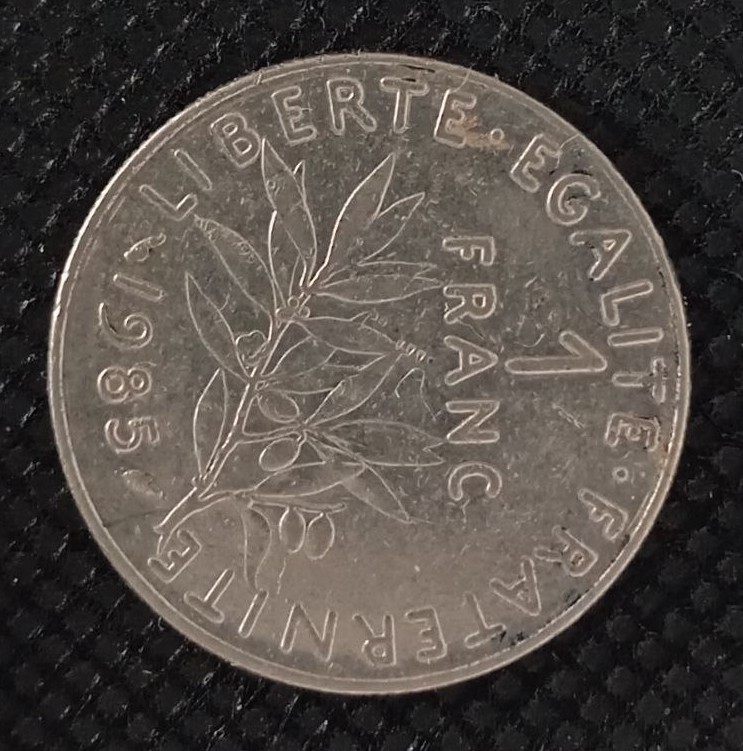 LIBERTE · EGALITE · FRATERNITE
1
FRANC
1985